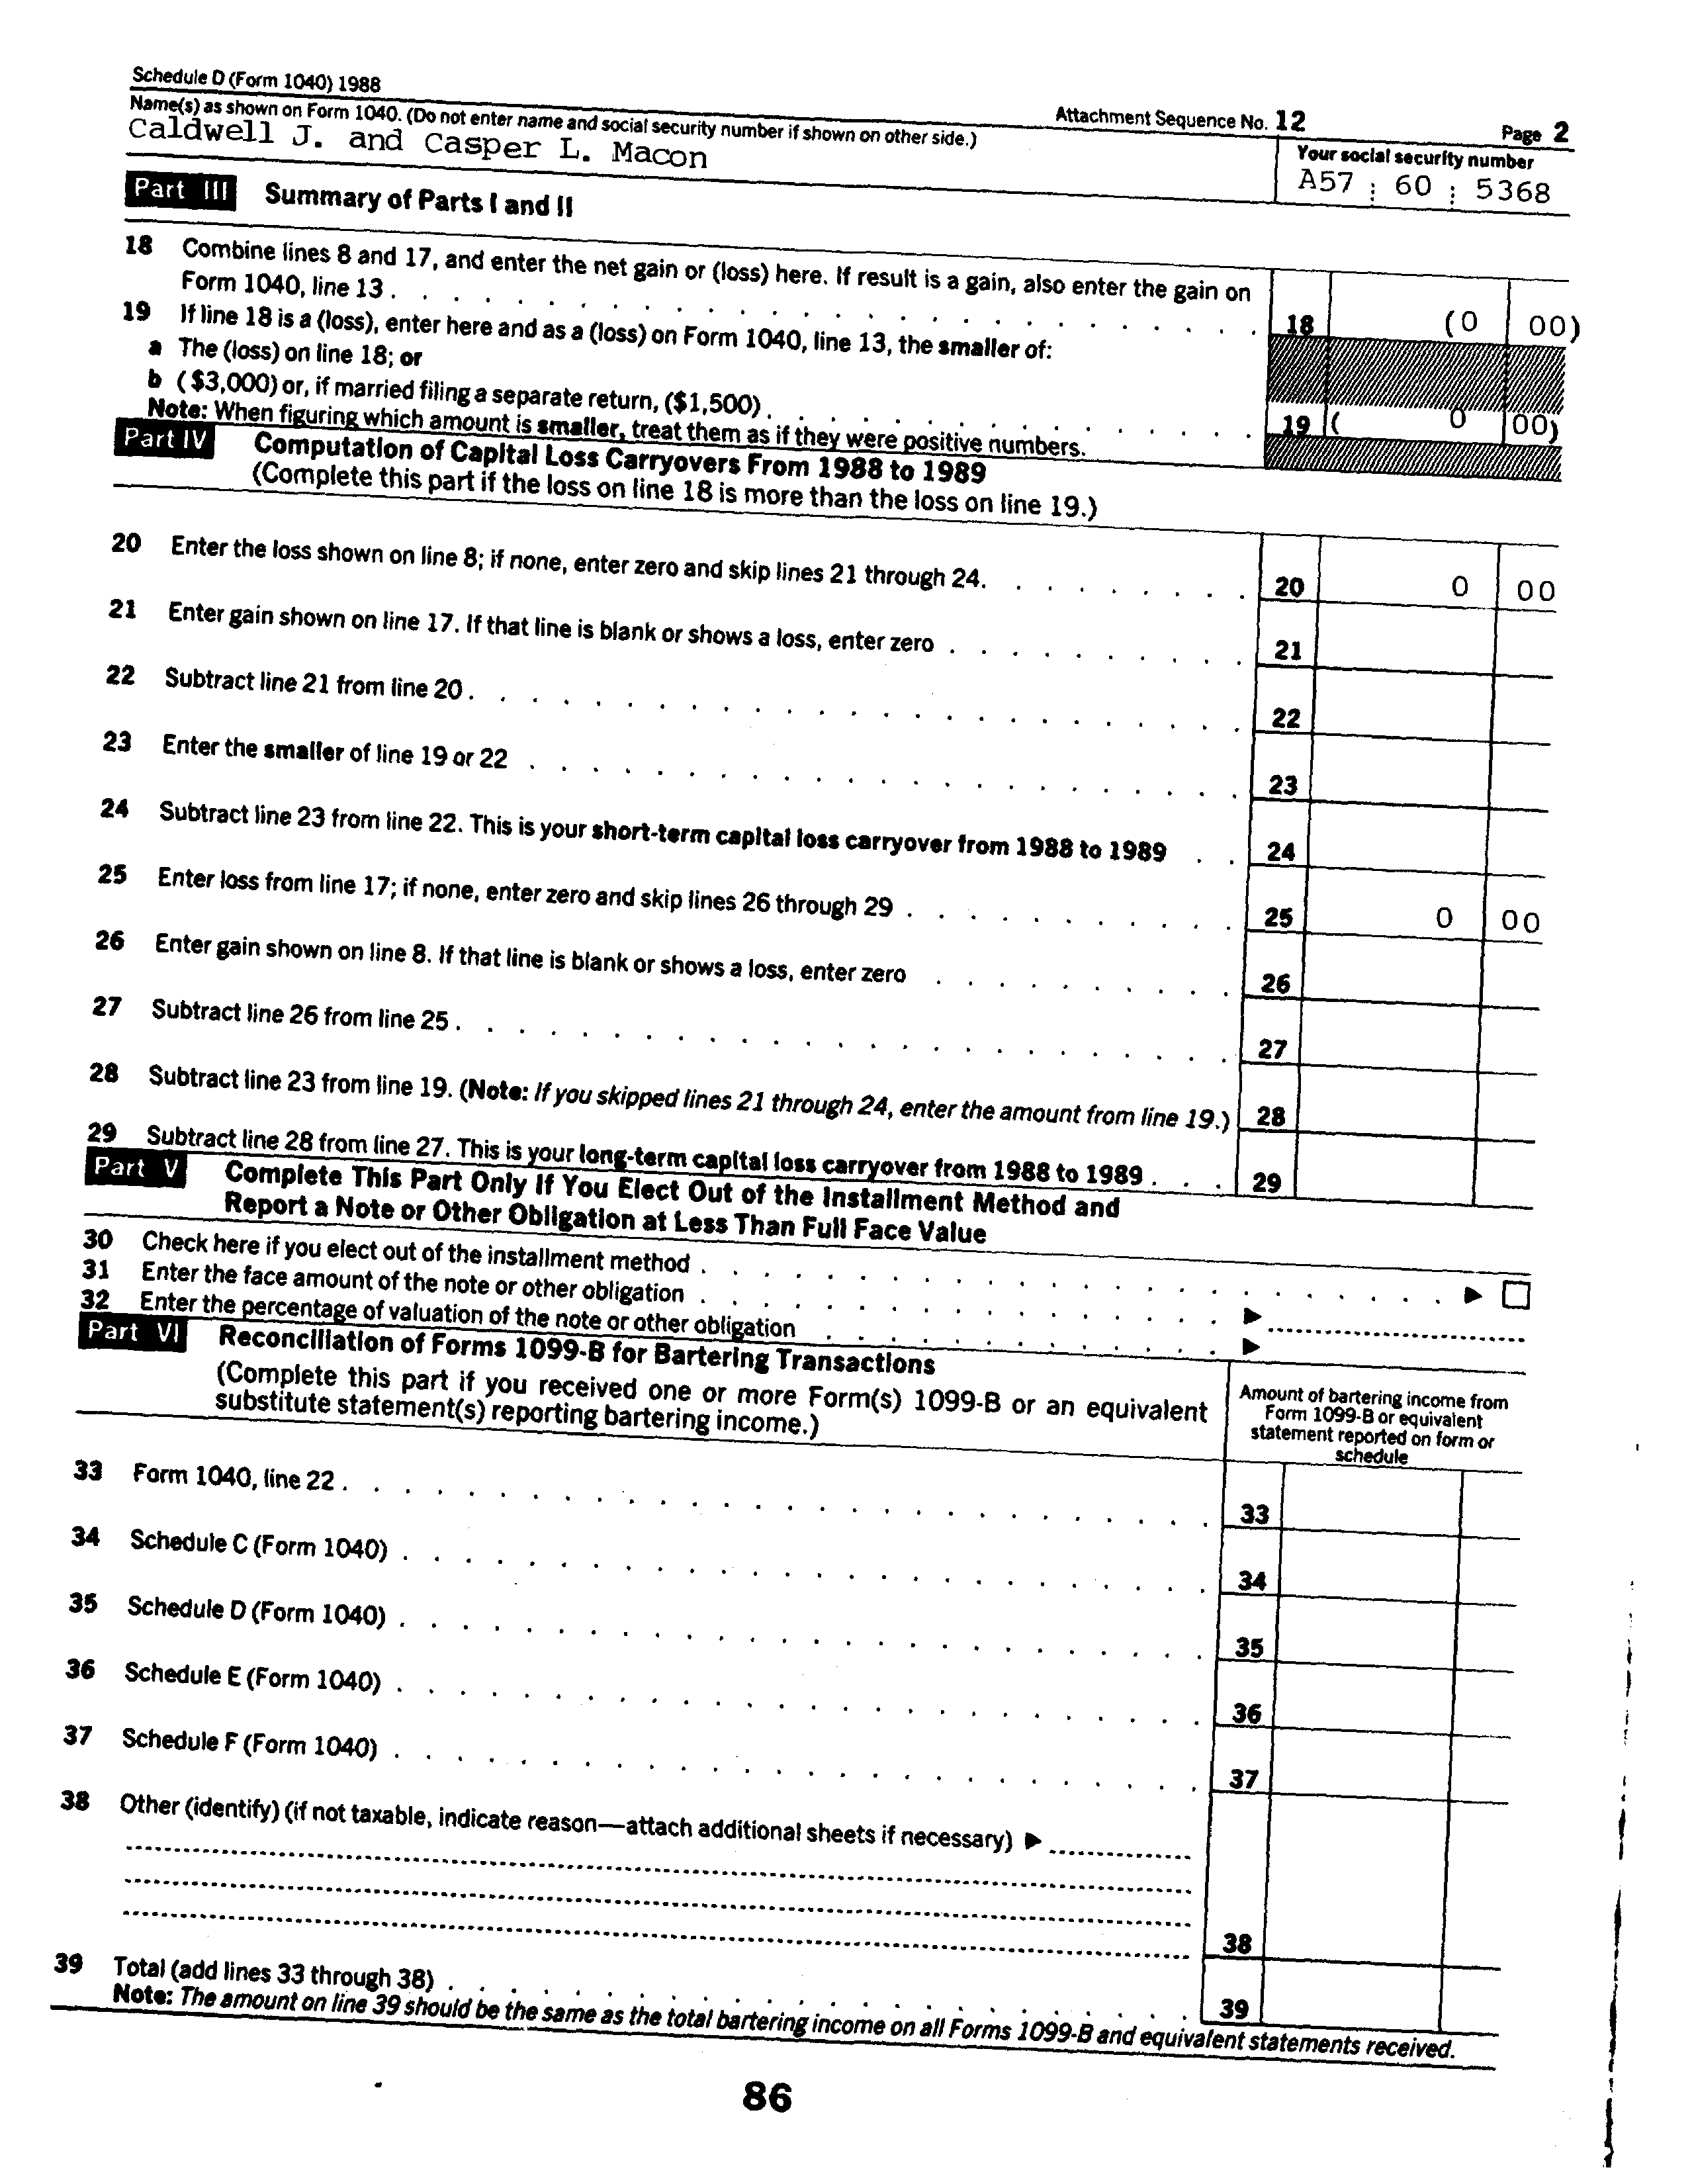 Schedule D (Form 1040) 1988
Attachment Sequence No. 12
Page 2
Name(s) as shown on Form 1040. (Do not enter name and social security number if shown on other side.)
Caldwell J. and Casper L. Macon
Your social security number
A57 60 5368
Part III Summary of Parts I and II
18 Combine lines 8 and 17, and enter the net gain or (loss) here. If result is a gain, also enter the gain on
Form 1040, line 13 . . . 18 (0 00)
19 If line 18 is a (loss), enter here and as a (loss) on Form 1040, line 13, the smaller of:
a The (loss) on line 18; or
b ($3,000) or, if married filing a separate return, ($1,500) . . . 19 ( 0 00)
Note: When figuring which amount is smaller, treat them as if they were positive numbers.
Part IV Computation of Capital Loss Carryovers From 1988 to 1989
(Complete this part if the loss on line 18 is more than the loss on line 19.)
20 Enter the loss shown on line 8; if none, enter zero and skip lines 21 through 24. . . . 20 0 00
21 Enter gain shown on line 17. If that line is blank or shows a loss, enter zero . . . 21
22 Subtract line 21 from line 20 . . . 22
23 Enter the smaller of line 19 or 22 . . . 23
24 Subtract line 23 from line 22. This is your short-term capital loss carryover from 1988 to 1989 . . 24
25 Enter loss from line 17; if none, enter zero and skip lines 26 through 29 . . . 25 0 00
26 Enter gain shown on line 8. If that line is blank or shows a loss, enter zero . . . 26
27 Subtract line 26 from line 25 . . . 27
28 Subtract line 23 from line 19. (Note: If you skipped lines 21 through 24, enter the amount from line 19.) 28
29 Subtract line 28 from line 27. This is your long-term capital loss carryover from 1988 to 1989 . . . 29
Part V Complete This Part Only If You Elect Out of the Installment Method and
Report a Note or Other Obligation at Less Than Full Face Value
30 Check here if you elect out of the installment method . . . ▶ □
31 Enter the face amount of the note or other obligation . . . ▶
32 Enter the percentage of valuation of the note or other obligation . . . ▶
Part VI Reconciliation of Forms 1099-B for Bartering Transactions
(Complete this part if you received one or more Form(s) 1099-B or an equivalent
substitute statement(s) reporting bartering income.)
Amount of bartering income from
Form 1099-B or equivalent
statement reported on form or
schedule
33 Form 1040, line 22 . . . 33
34 Schedule C (Form 1040) . . . 34
35 Schedule D (Form 1040) . . . 35
36 Schedule E (Form 1040) . . . 36
37 Schedule F (Form 1040) . . . 37
38 Other (identify) (if not taxable, indicate reason—attach additional sheets if necessary) ▶
38
39 Total (add lines 33 through 38) . . . 39
Note: The amount on line 39 should be the same as the total bartering income on all Forms 1099-B and equivalent statements received.
86